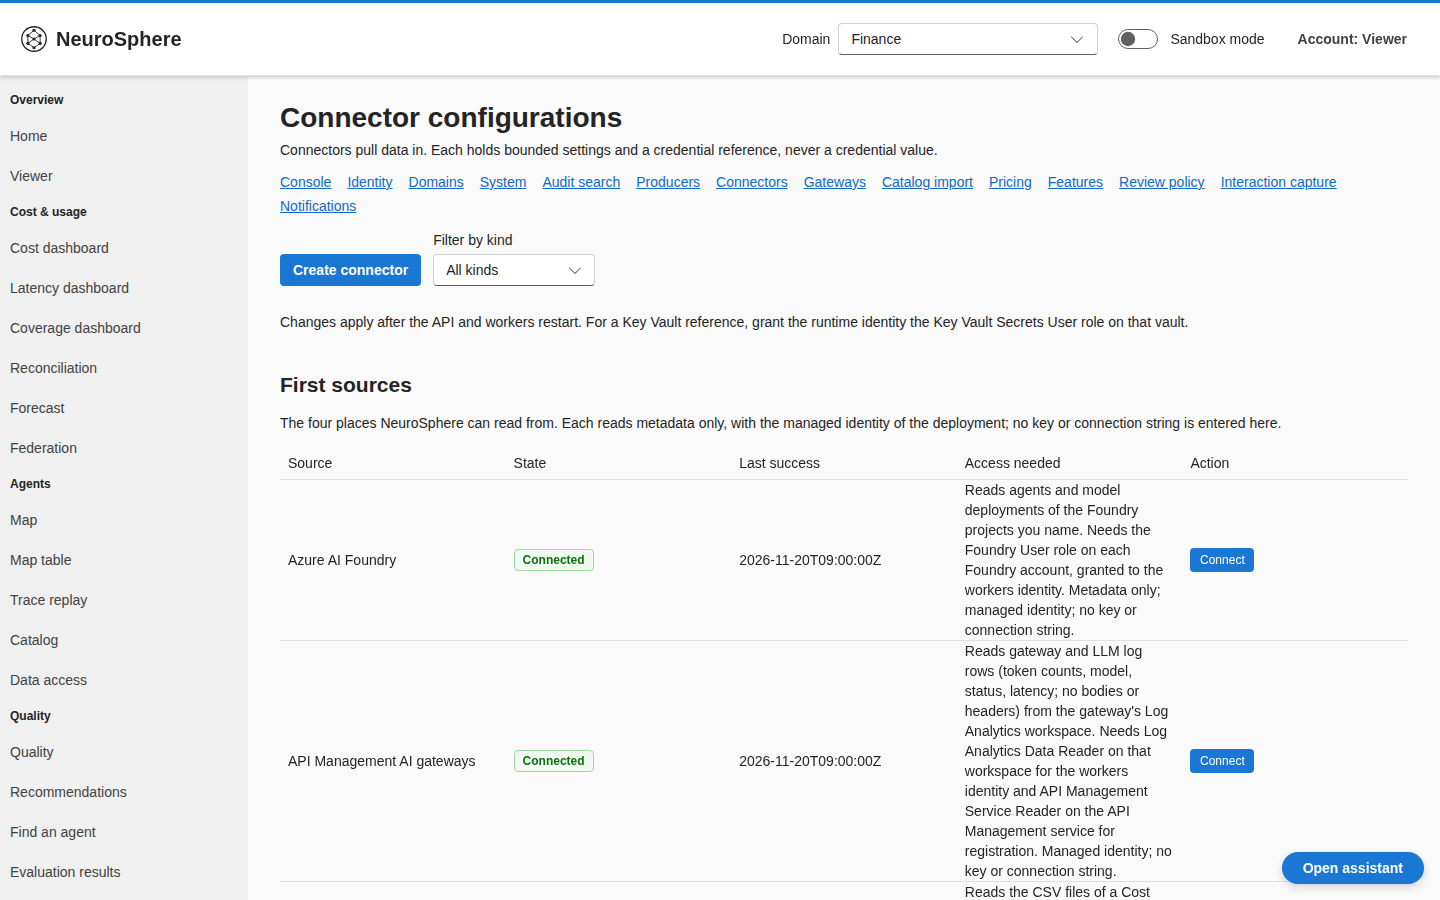 NeuroSphere
Domain
Finance
Sandbox mode
Account: Viewer
Overview
Home
Viewer
Cost & usage
Cost dashboard
Latency dashboard
Coverage dashboard
Reconciliation
Forecast
Federation
Agents
Map
Map table
Trace replay
Catalog
Data access
Quality
Quality
Recommendations
Find an agent
Evaluation results
Connector configurations
Connectors pull data in. Each holds bounded settings and a credential reference, never a credential value.
Console Identity Domains System Audit search Producers Connectors Gateways Catalog import Pricing Features Review policy Interaction capture
Notifications
Filter by kind
Create connector
All kinds
Changes apply after the API and workers restart. For a Key Vault reference, grant the runtime identity the Key Vault Secrets User role on that vault.
First sources
The four places NeuroSphere can read from. Each reads metadata only, with the managed identity of the deployment; no key or connection string is entered here.
Source State Last success Access needed Action
Azure AI Foundry
Connected
2026-11-20T09:00:00Z
Reads agents and model
deployments of the Foundry
projects you name. Needs the
Foundry User role on each
Foundry account, granted to the
workers identity. Metadata only;
managed identity; no key or
connection string.
Connect
API Management AI gateways
Connected
2026-11-20T09:00:00Z
Reads gateway and LLM log
rows (token counts, model,
status, latency; no bodies or
headers) from the gateway's Log
Analytics workspace. Needs Log
Analytics Data Reader on that
workspace for the workers
identity and API Management
Service Reader on the API
Management service for
registration. Managed identity; no
key or connection string.
Connect
Reads the CSV files of a Cost
Open assistant